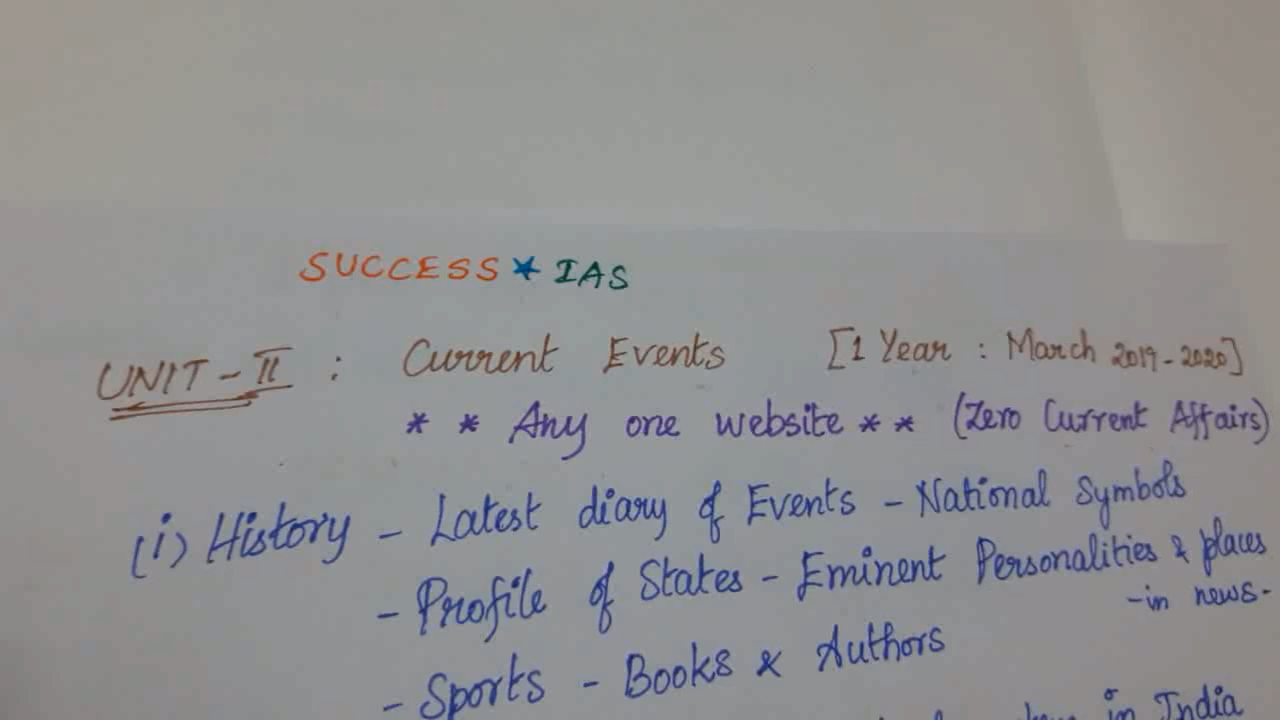 SUCCESS ★ IAS
UNIT-II : Current Events [1 Year : March 2019-2020]
* * Any one website * * (Zero Current Affairs)
(i) History - Latest diary of Events - National Symbols
- Profile of States - Eminent Personalities & places
- in news -
- Sports - Books & Authors
in India